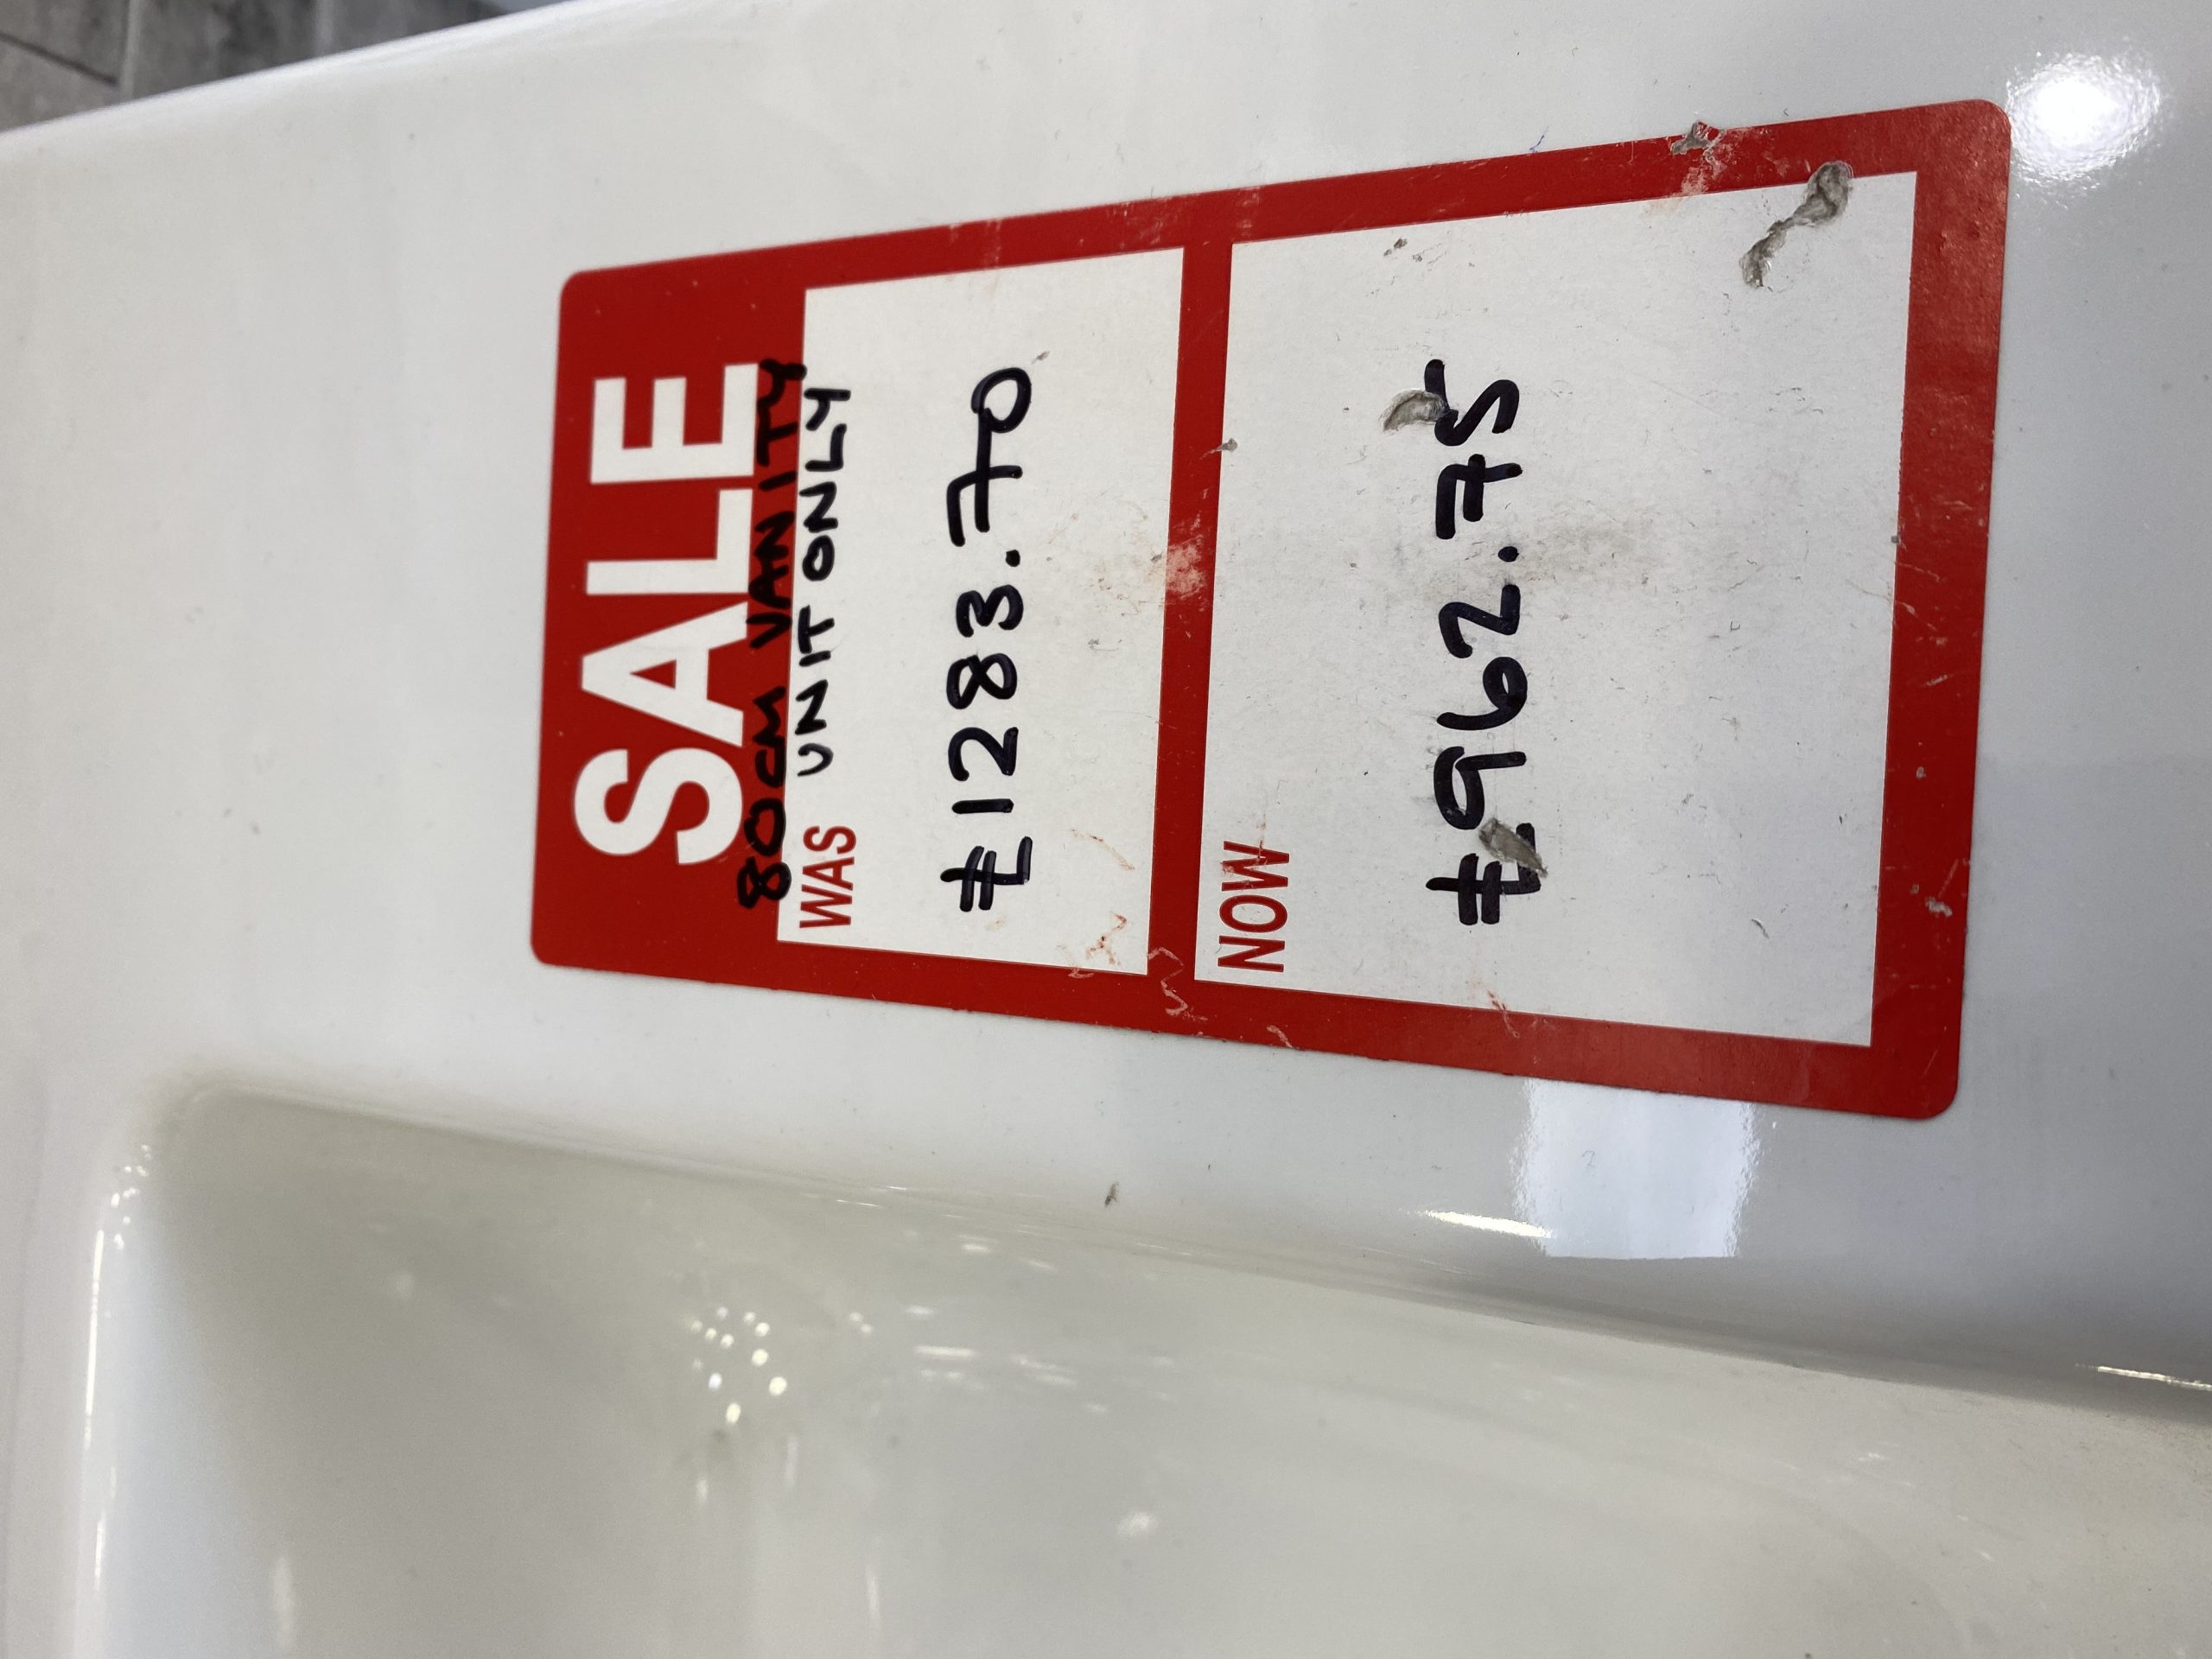 SALE
80CM VANITY
UNIT ONLY
WAS
£1283.70
NOW
£962.75